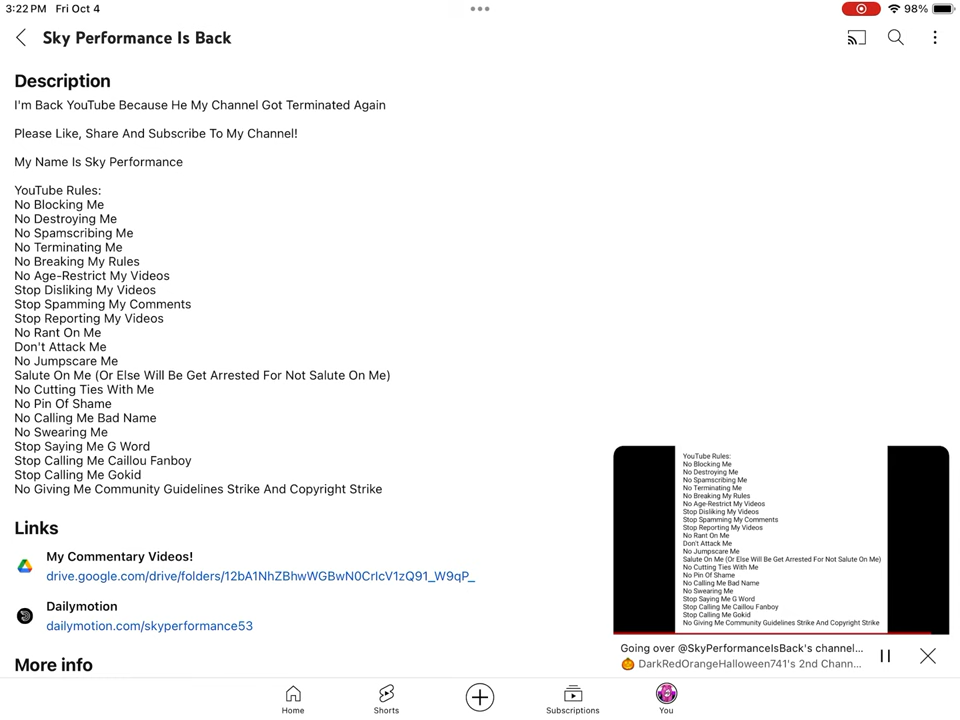 3:22 PM Fri Oct 4
98%
Sky Performance Is Back
Description
I'm Back YouTube Because He My Channel Got Terminated Again
Please Like, Share And Subscribe To My Channel!
My Name Is Sky Performance
YouTube Rules:
No Blocking Me
No Destroying Me
No Spamscribing Me
No Terminating Me
No Breaking My Rules
No Age-Restrict My Videos
Stop Disliking My Videos
Stop Spamming My Comments
Stop Reporting My Videos
No Rant On Me
Don't Attack Me
No Jumpscare Me
Salute On Me (Or Else Will Be Get Arrested For Not Salute On Me)
No Cutting Ties With Me
No Pin Of Shame
No Calling Me Bad Name
No Swearing Me
Stop Saying Me G Word
Stop Calling Me Caillou Fanboy
Stop Calling Me Gokid
No Giving Me Community Guidelines Strike And Copyright Strike
Links
My Commentary Videos!
drive.google.com/drive/folders/12bA1NhZBhwWGBwN0CrlcV1zQ91_W9qP_
Dailymotion
dailymotion.com/skyperformance53
More info
YouTube Rules:
No Blocking Me
No Destroying Me
No Spamscribing Me
No Terminating Me
No Breaking My Rules
No Age-Restrict My Videos
Stop Disliking My Videos
Stop Spamming My Comments
Stop Reporting My Videos
No Rant On Me
Don't Attack Me
No Jumpscare Me
Salute On Me (Or Else Will Be Get Arrested For Not Salute On Me)
No Cutting Ties With Me
No Pin Of Shame
No Calling Me Bad Name
No Swearing Me
Stop Saying Me G Word
Stop Calling Me Caillou Fanboy
Stop Calling Me Gokid
No Giving Me Community Guidelines Strike And Copyright Strike
Going over @SkyPerformanceIsBack's channel...
🎃 DarkRedOrangeHalloween741's 2nd Chann...
Home
Shorts
Subscriptions
You